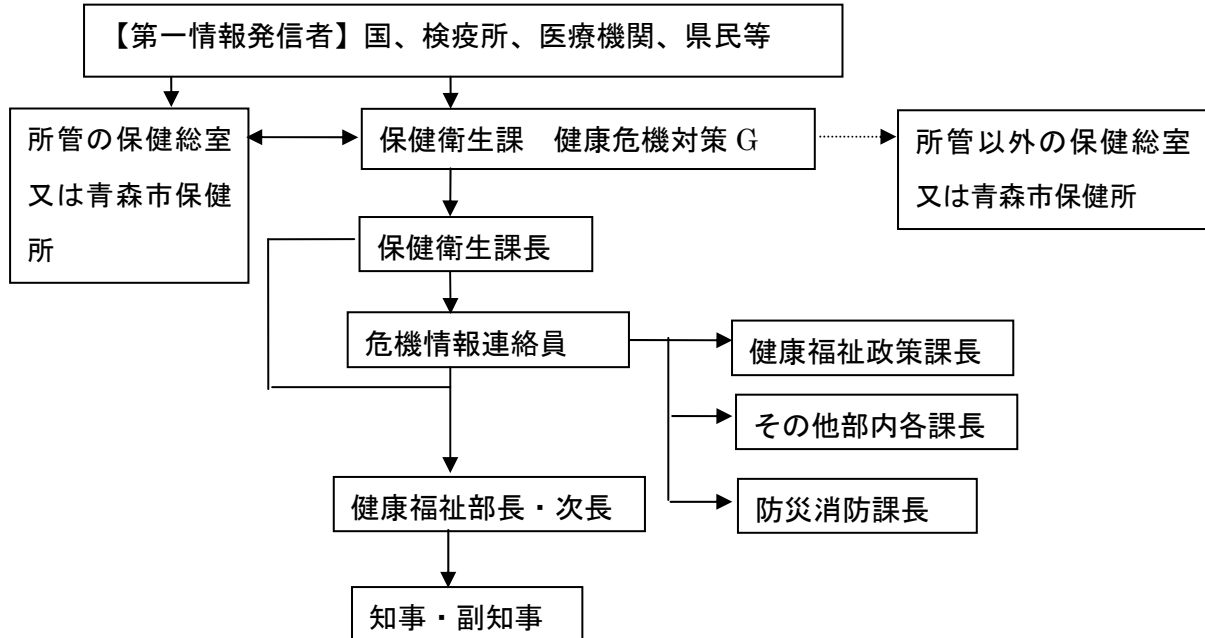 【第一情報発信者】国、検疫所、医療機関、県民等
所管の保健総室
又は青森市保健
所
保健衛生課　健康危機対策 G
所管以外の保健総室
又は青森市保健所
保健衛生課長
危機情報連絡員
健康福祉政策課長
その他部内各課長
防災消防課長
健康福祉部長・次長
知事・副知事